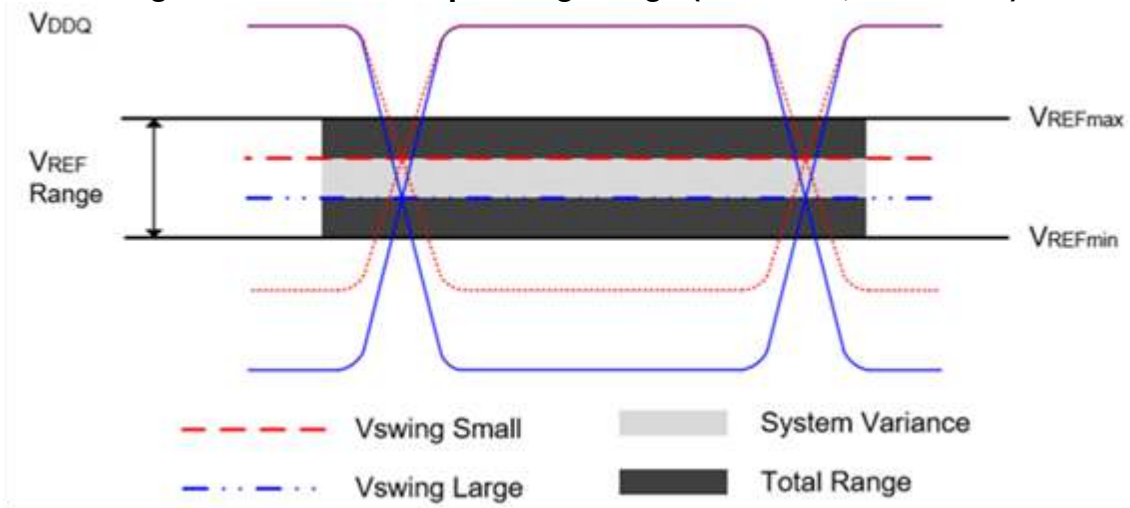 VDDQ
VREFmax
VREF
Range
VREFmin
Vswing Small
System Variance
Vswing Large
Total Range